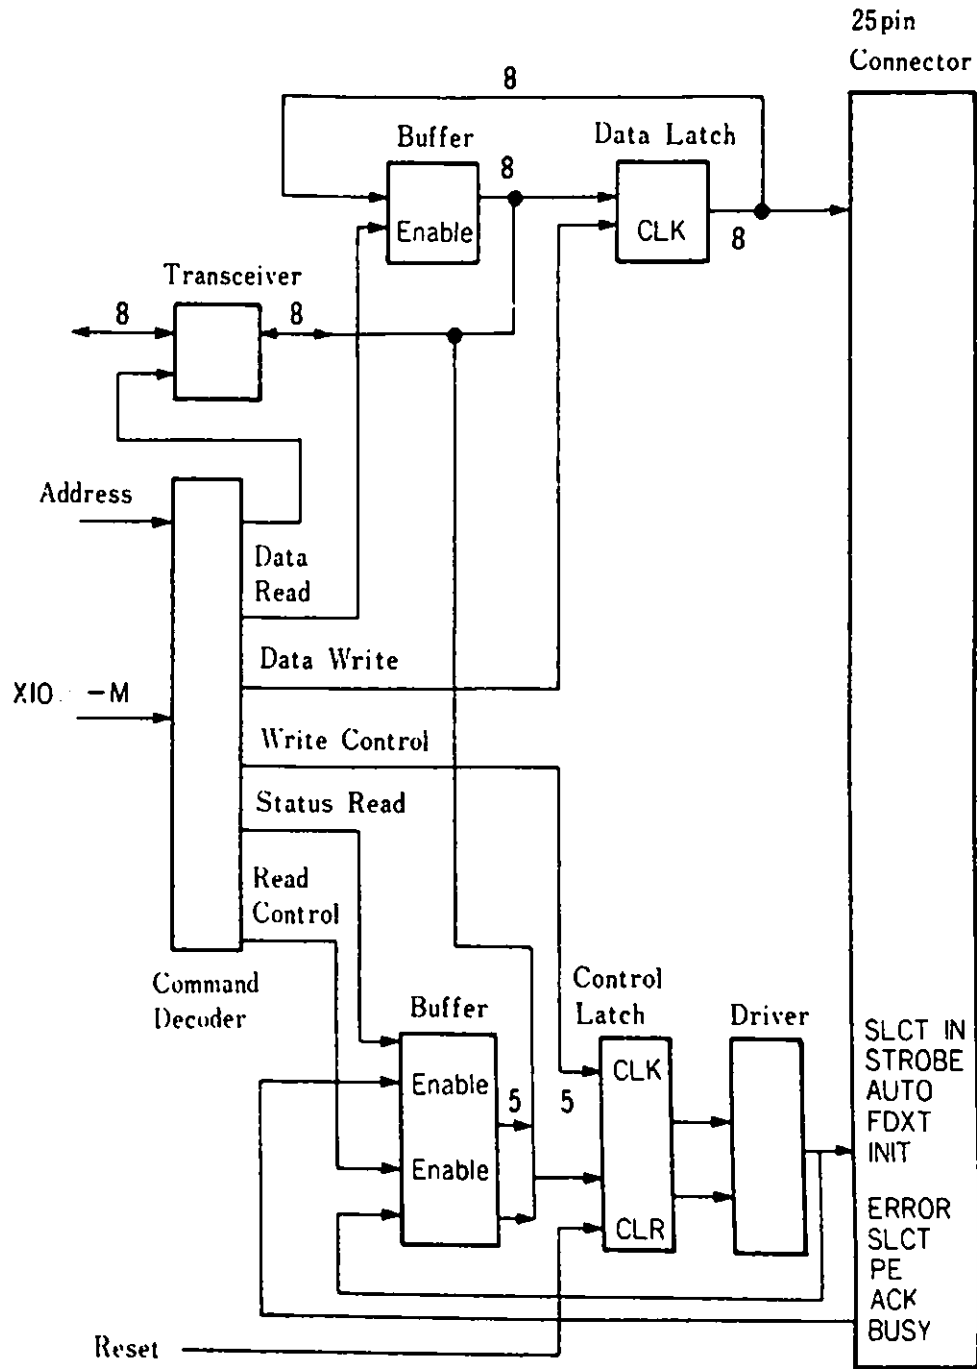 25pin
Connector
8
Buffer
8
Data Latch
Enable
CLK
8
Transceiver
8
8
Address
Data
Read
Data Write
X10 -M
Write Control
Status Read
Read
Control
Command
Decoder
Buffer
Control
Latch
Driver
Enable
5
5
CLK
Enable
CLR
SLCT IN
STROBE
AUTO
FDXT
INIT
ERROR
SLCT
PE
ACK
BUSY
Reset